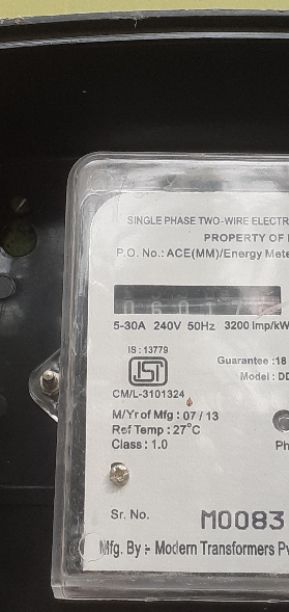 SINGLE PHASE TWO-WIRE ELECTR
PROPERTY OF
P.O. No.: ACE(MM)/Energy Mete
06017
5-30A 240V 50Hz 3200 Imp/kW
IS : 13779
ISI
Guarantee :18
Model : DD
CM/L-3101324
M/Yr of Mfg : 07 / 13
Ref Temp : 27°C
Class : 1.0
Ph
Sr. No. M0083
Mfg. By :- Modern Transformers Pv